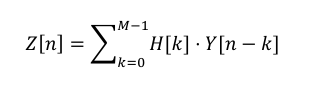 Z[n] = ∑_{k=0}^{M-1} H[k] · Y[n − k]